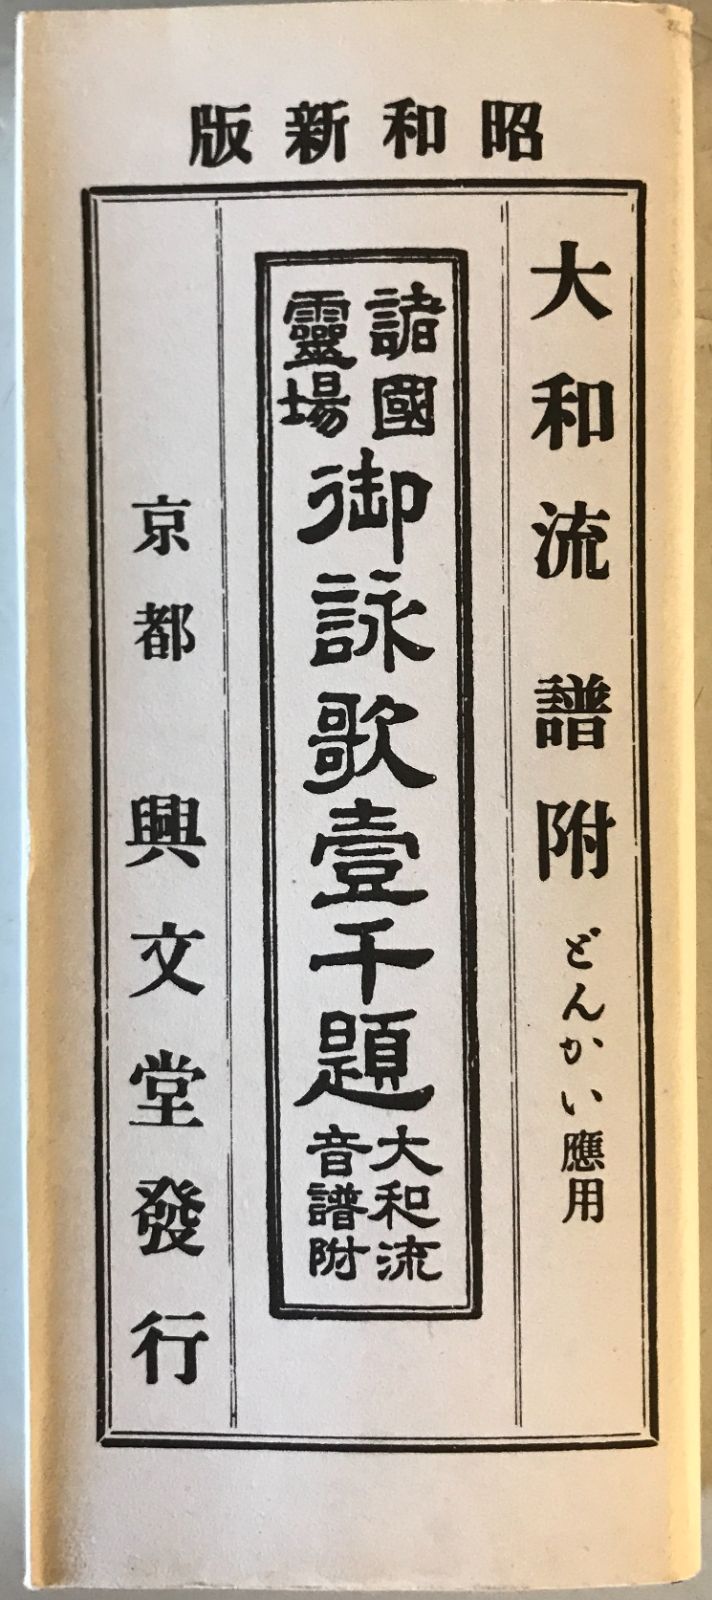 昭和新版
大和流譜附 どんかい應用
諸國
靈場
御詠歌壹千題
大和流
音譜附
京都 興文堂發行